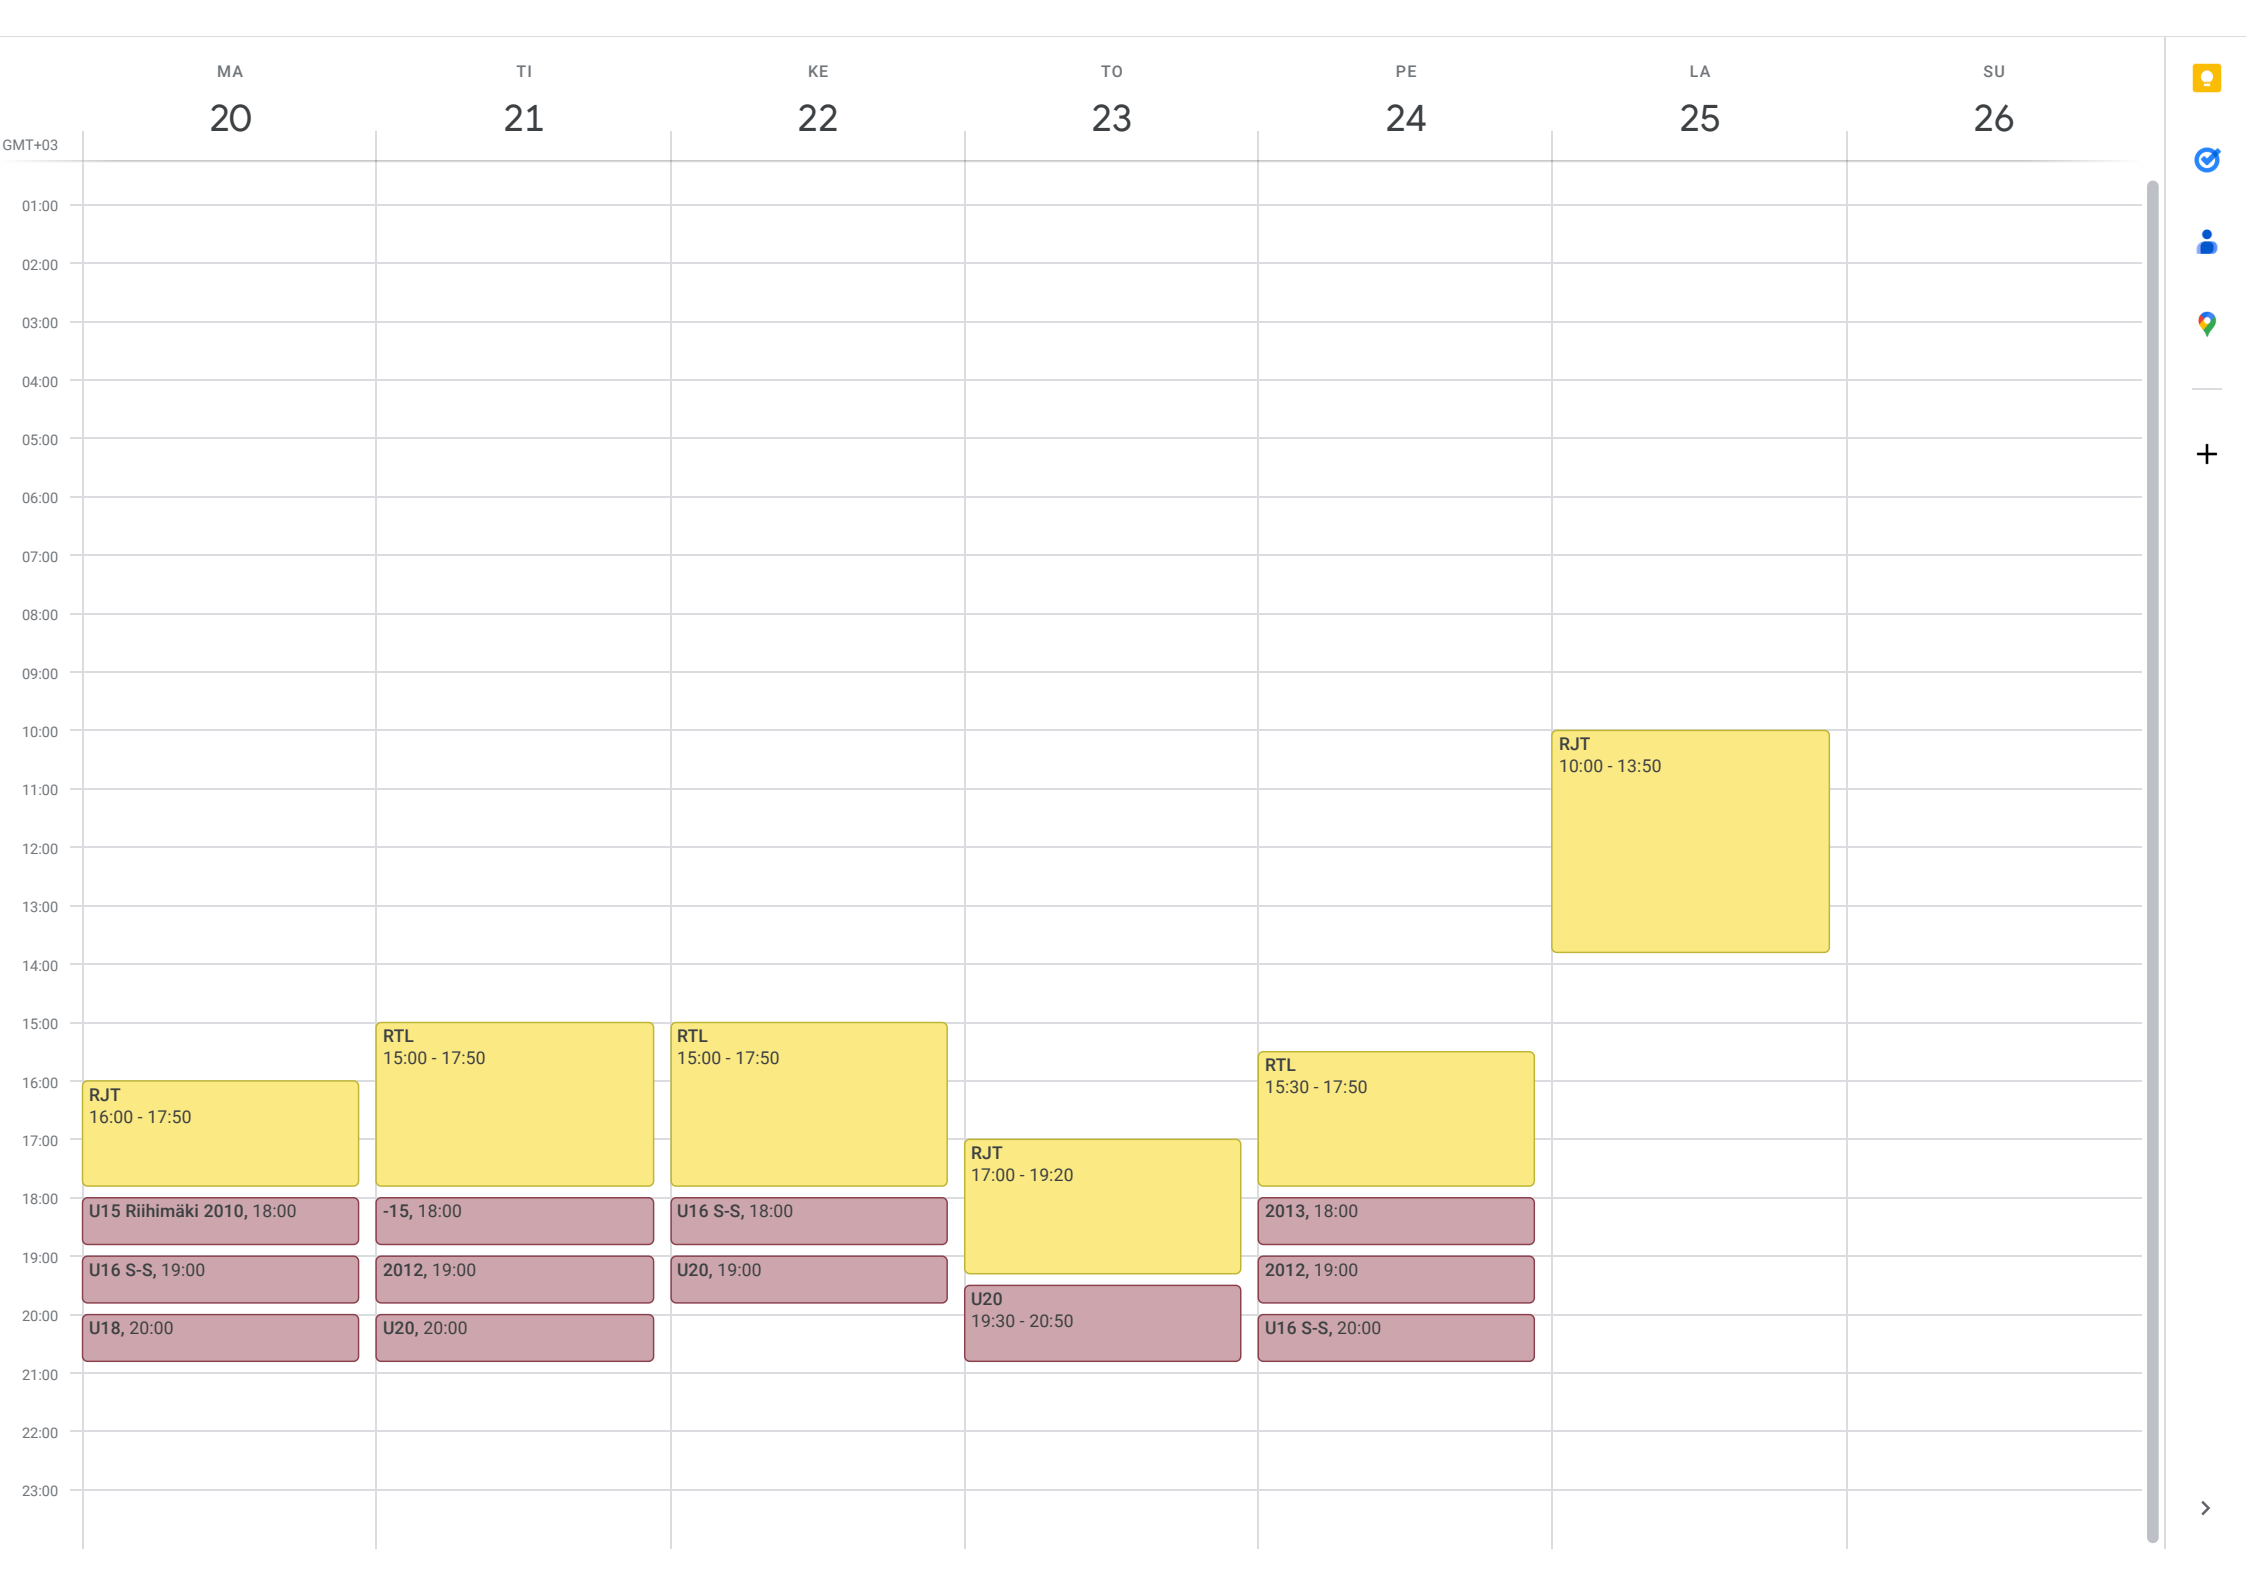 MA
TI
KE
TO
PE
LA
SU
20
21
22
23
24
25
26
GMT+03
01:00
02:00
03:00
04:00
05:00
06:00
07:00
08:00
09:00
10:00
11:00
12:00
13:00
14:00
15:00
16:00
17:00
18:00
19:00
20:00
21:00
22:00
23:00
RJT
16:00 - 17:50
U15 Riihimäki 2010, 18:00
U16 S-S, 19:00
U18, 20:00
RTL
15:00 - 17:50
-15, 18:00
2012, 19:00
U20, 20:00
RTL
15:00 - 17:50
U16 S-S, 18:00
U20, 19:00
RJT
17:00 - 19:20
U20
19:30 - 20:50
RTL
15:30 - 17:50
2013, 18:00
2012, 19:00
U16 S-S, 20:00
RJT
10:00 - 13:50